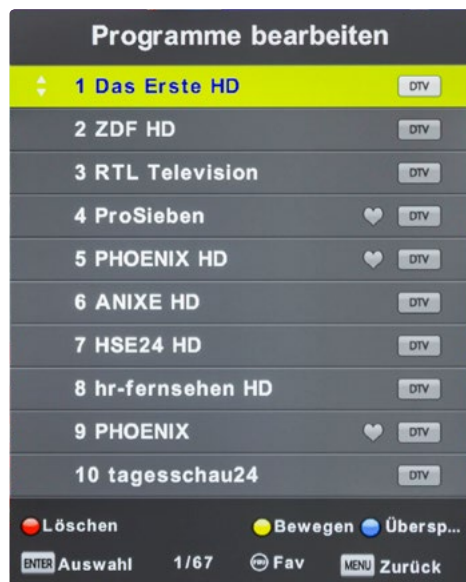 Programme bearbeiten
1 Das Erste HD DTV
2 ZDF HD DTV
3 RTL Television DTV
4 ProSieben DTV
5 PHOENIX HD DTV
6 ANIXE HD DTV
7 HSE24 HD DTV
8 hr-fernsehen HD DTV
9 PHOENIX DTV
10 tagesschau24 DTV
Löschen Bewegen Übersp...
ENTER Auswahl 1/67 Fav MENU Zurück